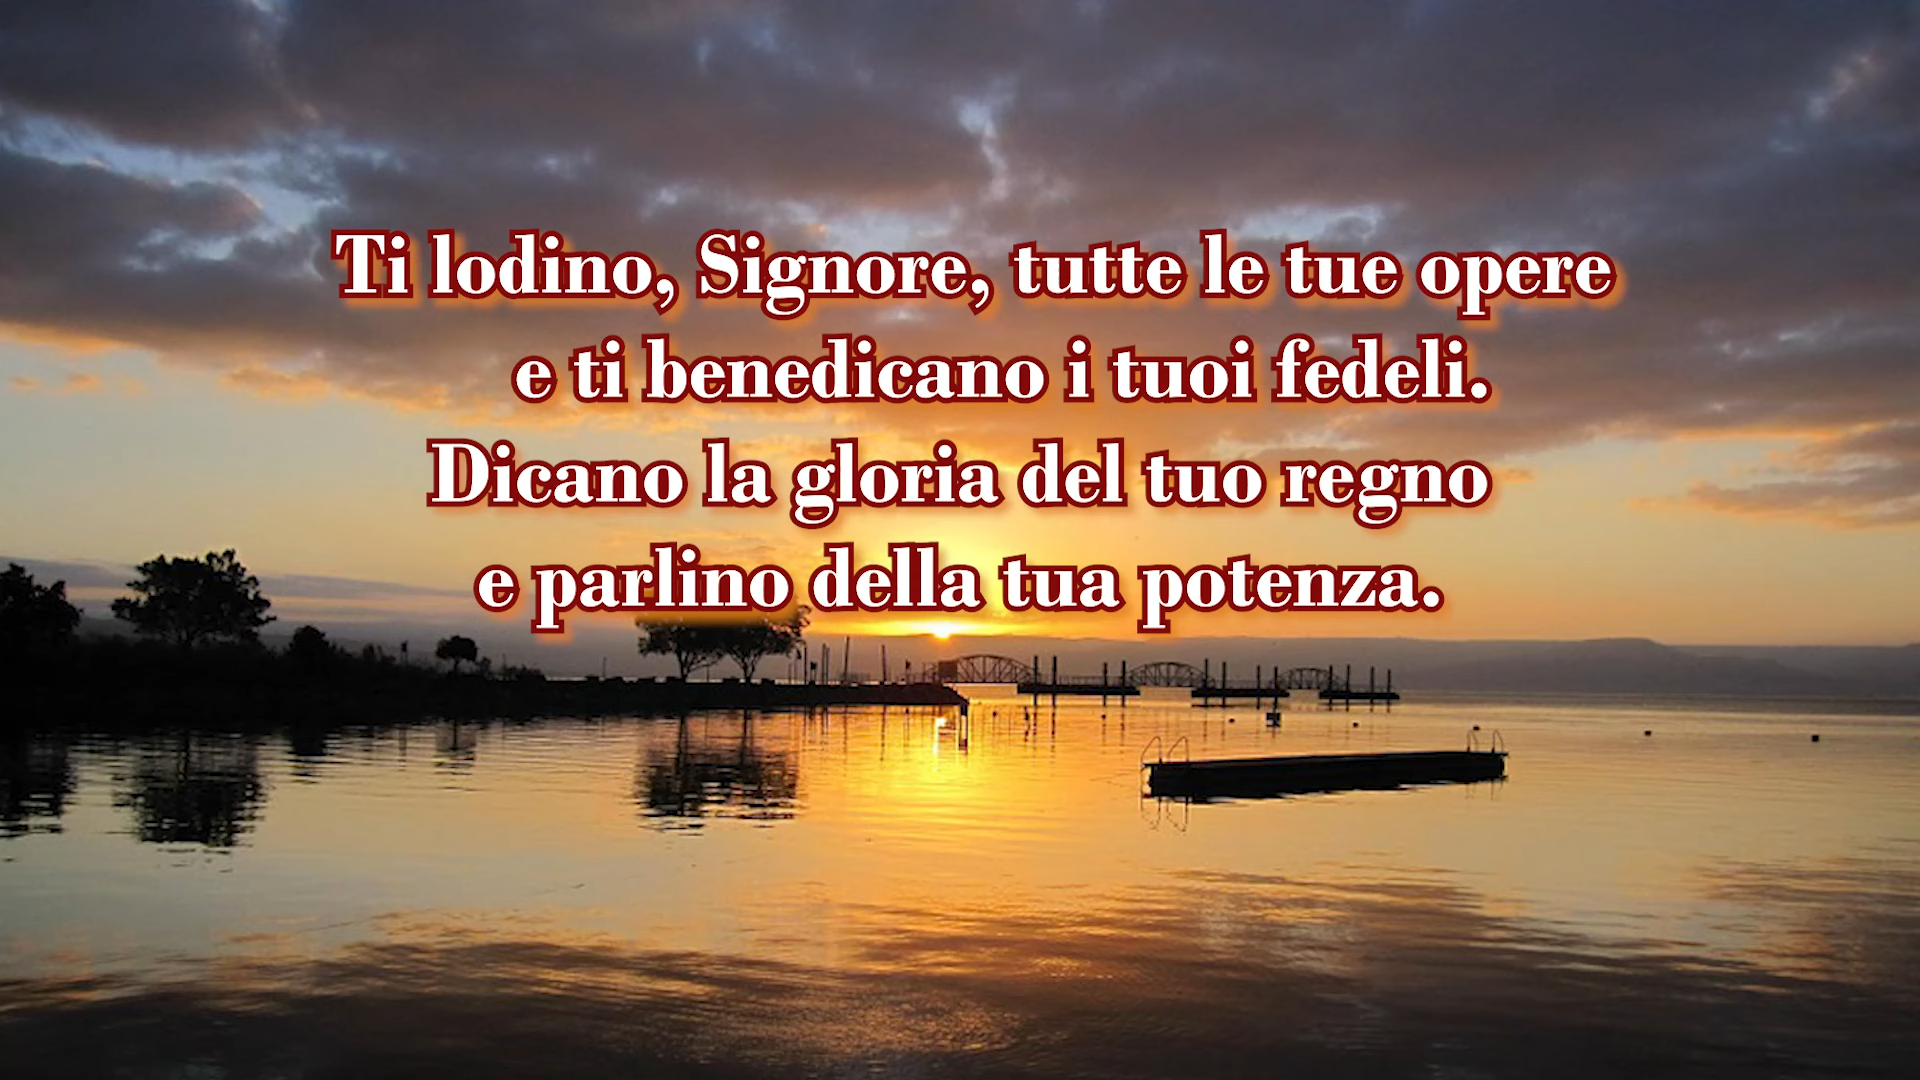 Ti lodino, Signore, tutte le tue opere
e ti benedicano i tuoi fedeli.
Dicano la gloria del tuo regno
e parlino della tua potenza.